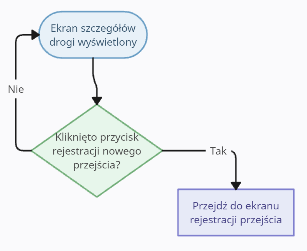 Ekran szczegółów
drogi wyświetlony
Nie
Kliknięto przycisk
rejestracji nowego
przejścia?
Tak
Przejdź do ekranu
rejestracji przejścia